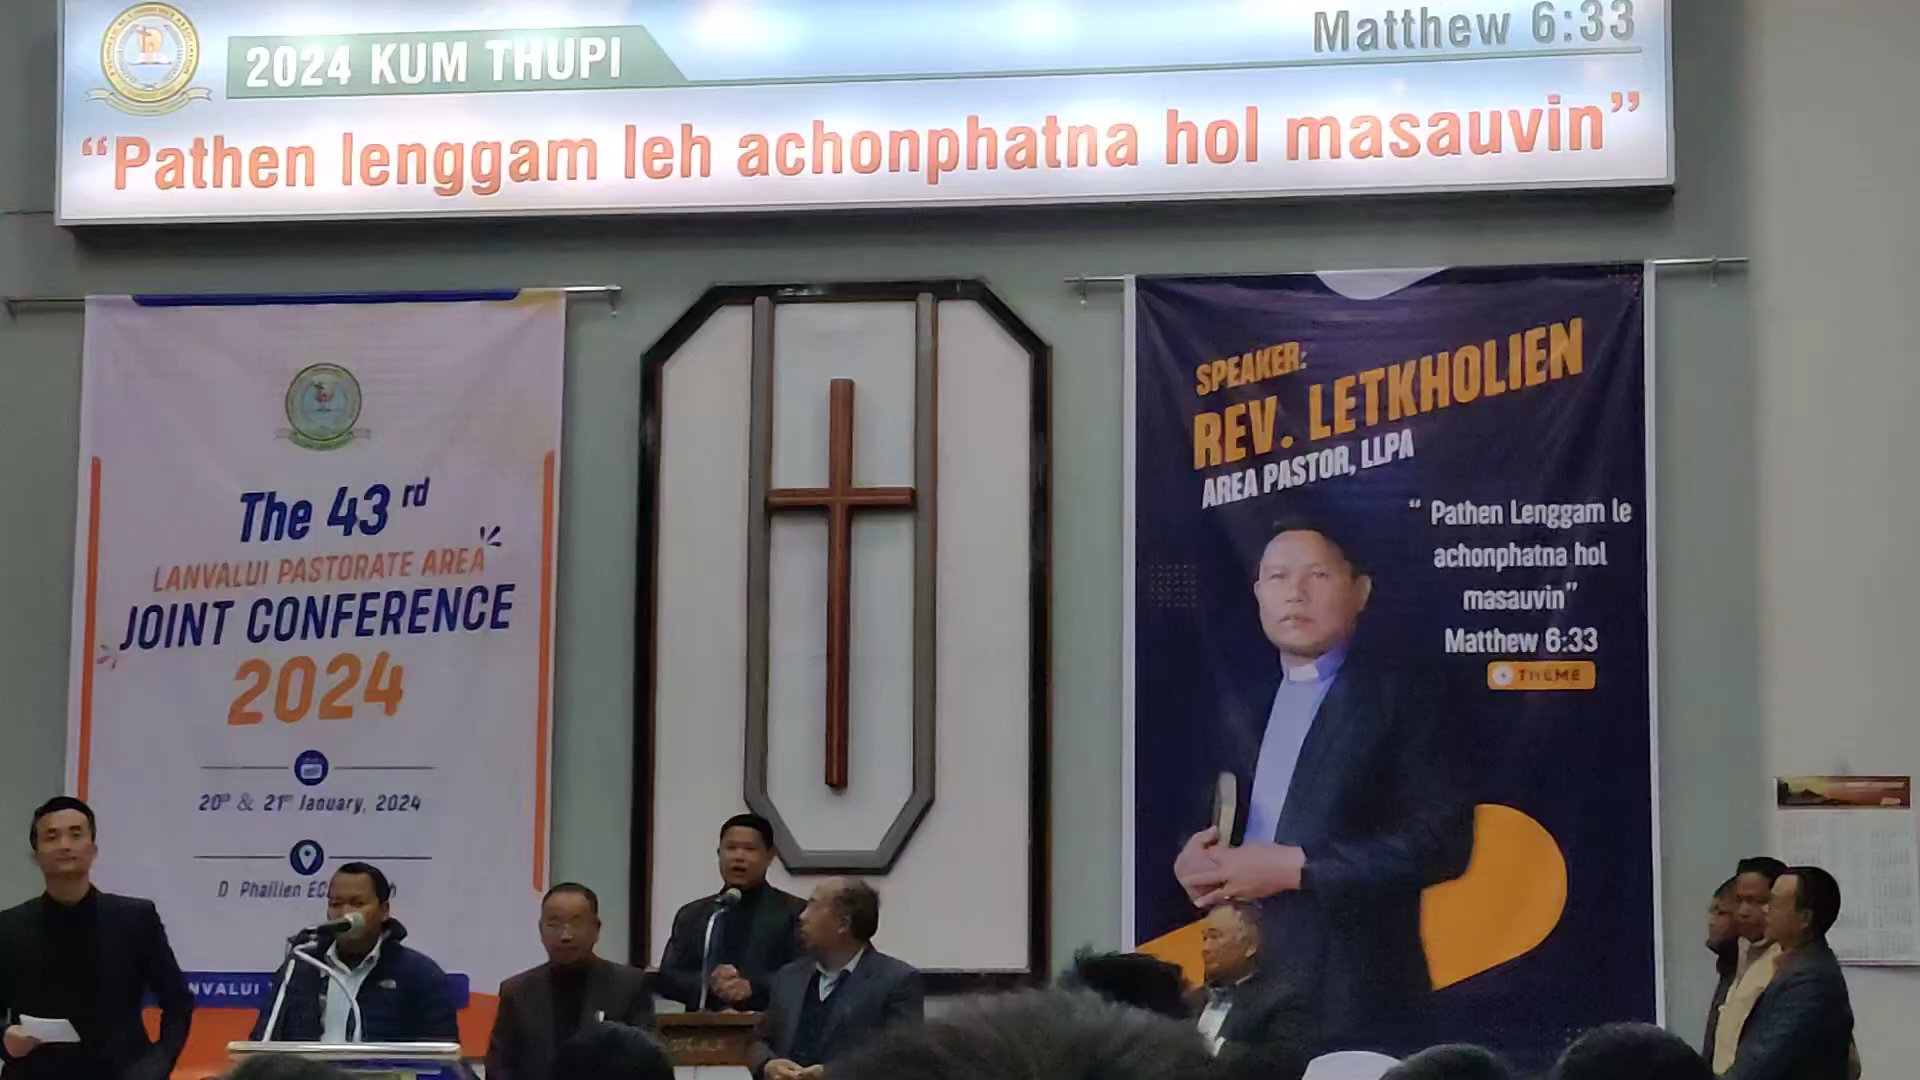 2024 KUM THUPI
Matthew 6:33
“Pathen lenggam leh achonphatna hol masauvin”
The 43rd
LANVALUI PASTORATE AREA
JOINT CONFERENCE
2024
20th & 21st January, 2024
D Phailien
SPEAKER:
REV. LETKHOLIEN
AREA PASTOR, LLPA
“ Pathen Lenggam le
achonphatna hol
masauvin”
Matthew 6:33
THEME